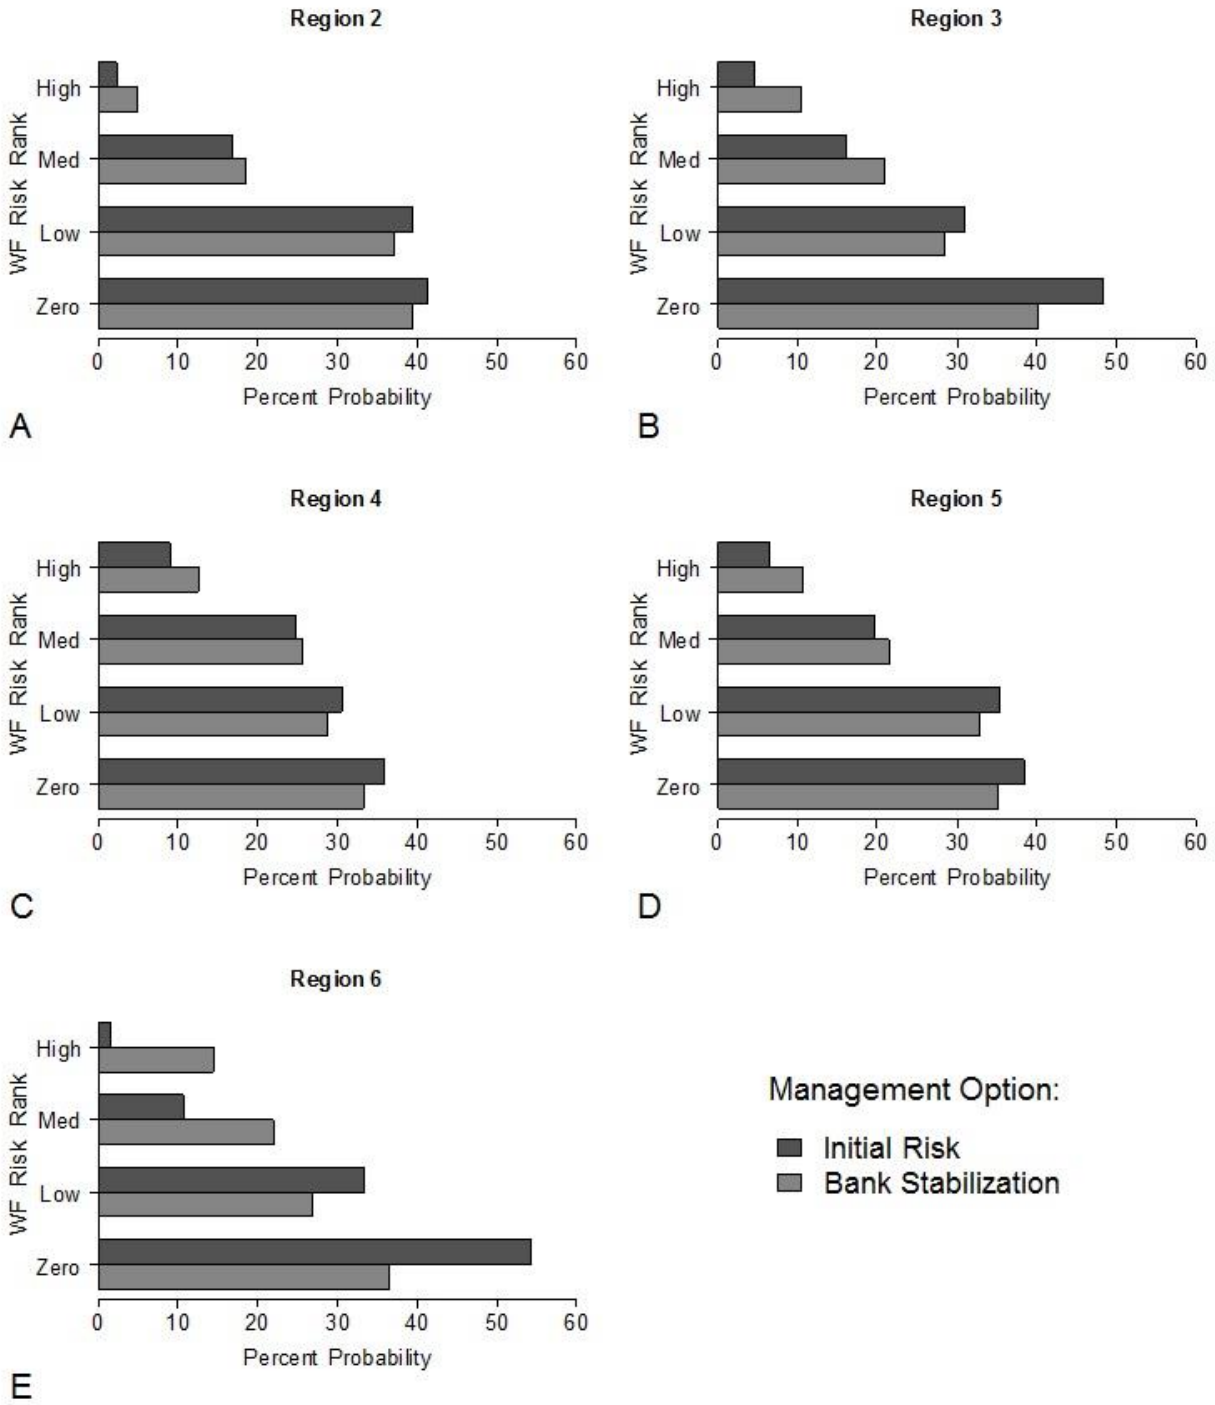 Region 2
WF Risk Rank
High
Med
Low
Zero
0 10 20 30 40 50 60
Percent Probability
A
Region 3
WF Risk Rank
High
Med
Low
Zero
0 10 20 30 40 50 60
Percent Probability
B
Region 4
WF Risk Rank
High
Med
Low
Zero
0 10 20 30 40 50 60
Percent Probability
C
Region 5
WF Risk Rank
High
Med
Low
Zero
0 10 20 30 40 50 60
Percent Probability
D
Region 6
WF Risk Rank
High
Med
Low
Zero
0 10 20 30 40 50 60
Percent Probability
E
Management Option:
Initial Risk
Bank Stabilization